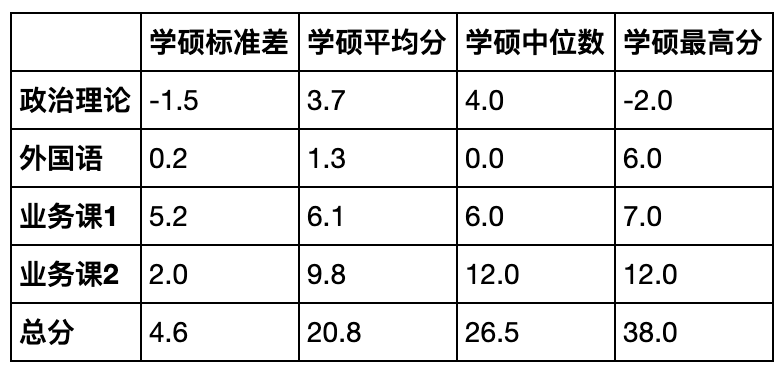 学硕标准差 学硕平均分 学硕中位数 学硕最高分
政治理论 -1.5 3.7 4.0 -2.0
外国语 0.2 1.3 0.0 6.0
业务课1 5.2 6.1 6.0 7.0
业务课2 2.0 9.8 12.0 12.0
总分 4.6 20.8 26.5 38.0